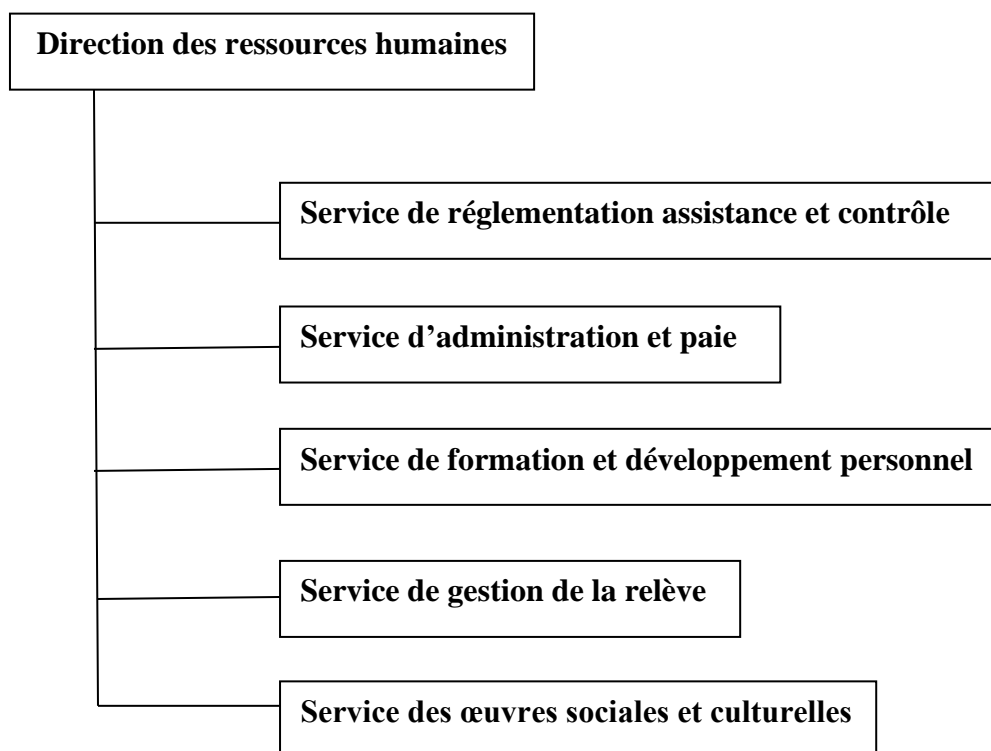 Direction des ressources humaines
Service de réglementation assistance et contrôle
Service d’administration et paie
Service de formation et développement personnel
Service de gestion de la relève
Service des œuvres sociales et culturelles